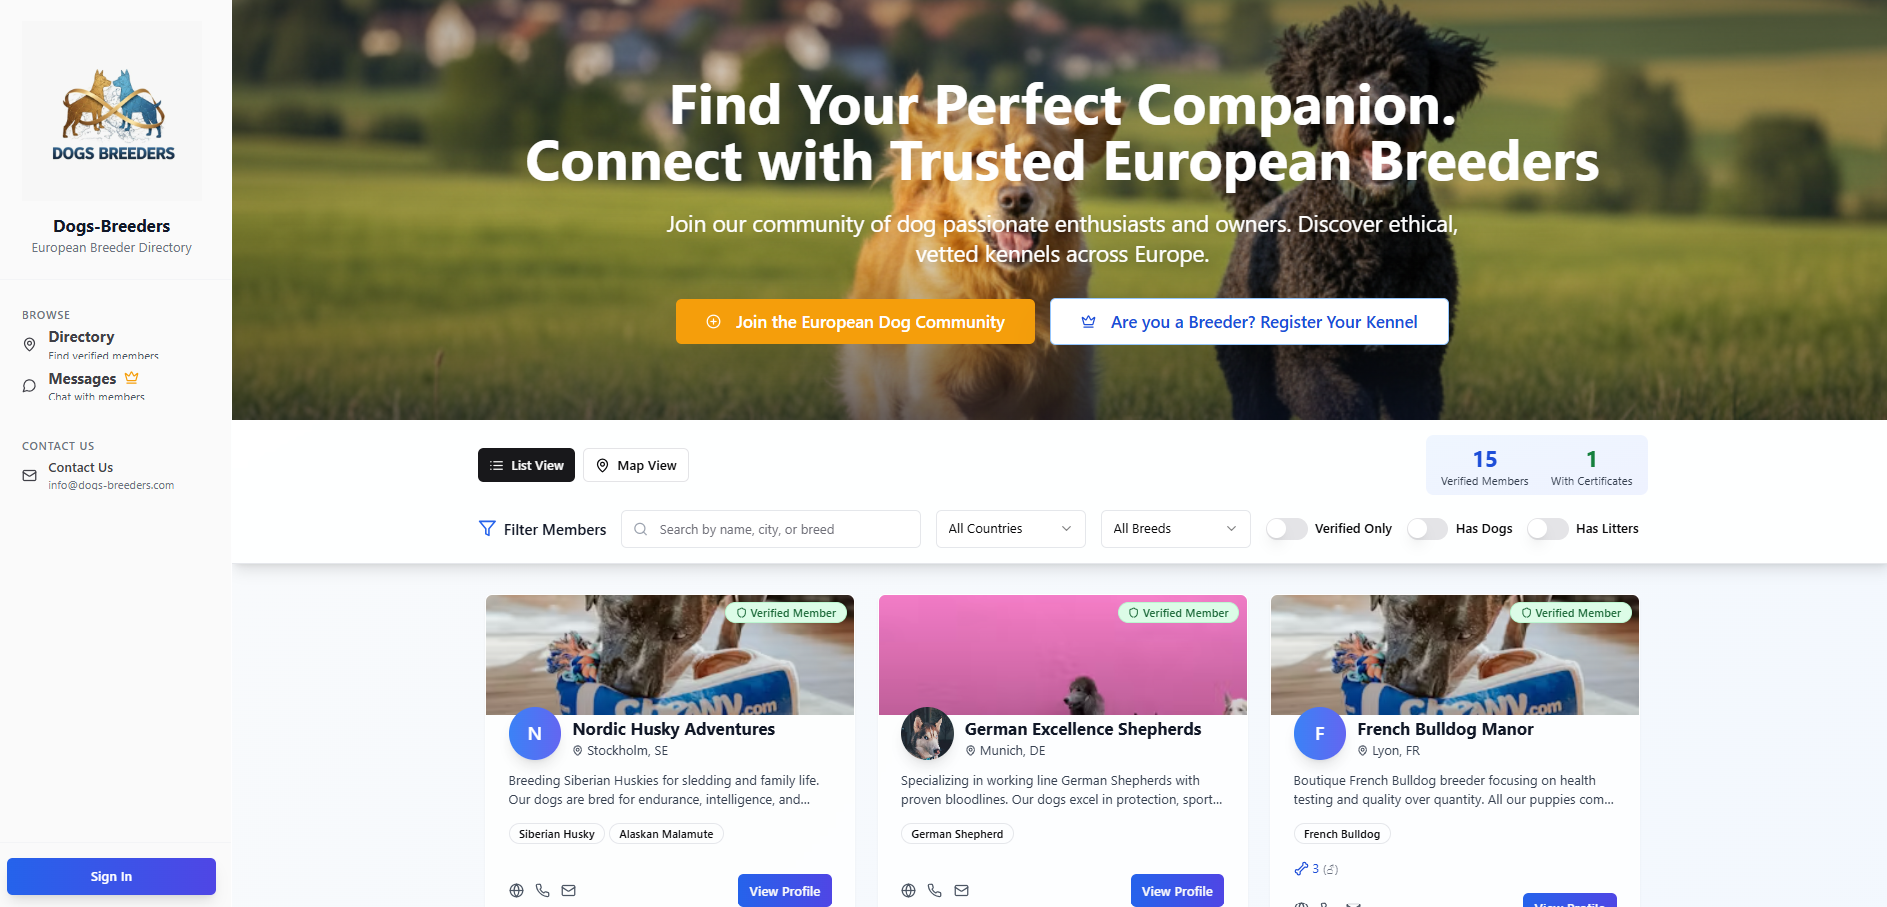 DOGS BREEDERS
Dogs-Breeders
European Breeder Directory
BROWSE
Directory
Find verified members
Messages
Chat with members
CONTACT US
Contact Us
info@dogs-breeders.com
Sign In
Find Your Perfect Companion.
Connect with Trusted European Breeders
Join our community of dog passionate enthusiasts and owners. Discover ethical,
vetted kennels across Europe.
Join the European Dog Community
Are you a Breeder? Register Your Kennel
List View
Map View
15
Verified Members
1
With Certificates
Filter Members
Search by name, city, or breed
All Countries
All Breeds
Verified Only
Has Dogs
Has Litters
Verified Member
N
Nordic Husky Adventures
Stockholm, SE
Breeding Siberian Huskies for sledding and family life.
Our dogs are bred for endurance, intelligence, and...
Siberian Husky
Alaskan Malamute
View Profile
Verified Member
German Excellence Shepherds
Munich, DE
Specializing in working line German Shepherds with
proven bloodlines. Our dogs excel in protection, sport...
German Shepherd
View Profile
Verified Member
F
French Bulldog Manor
Lyon, FR
Boutique French Bulldog breeder focusing on health
testing and quality over quantity. All our puppies com...
French Bulldog
3
View Profile